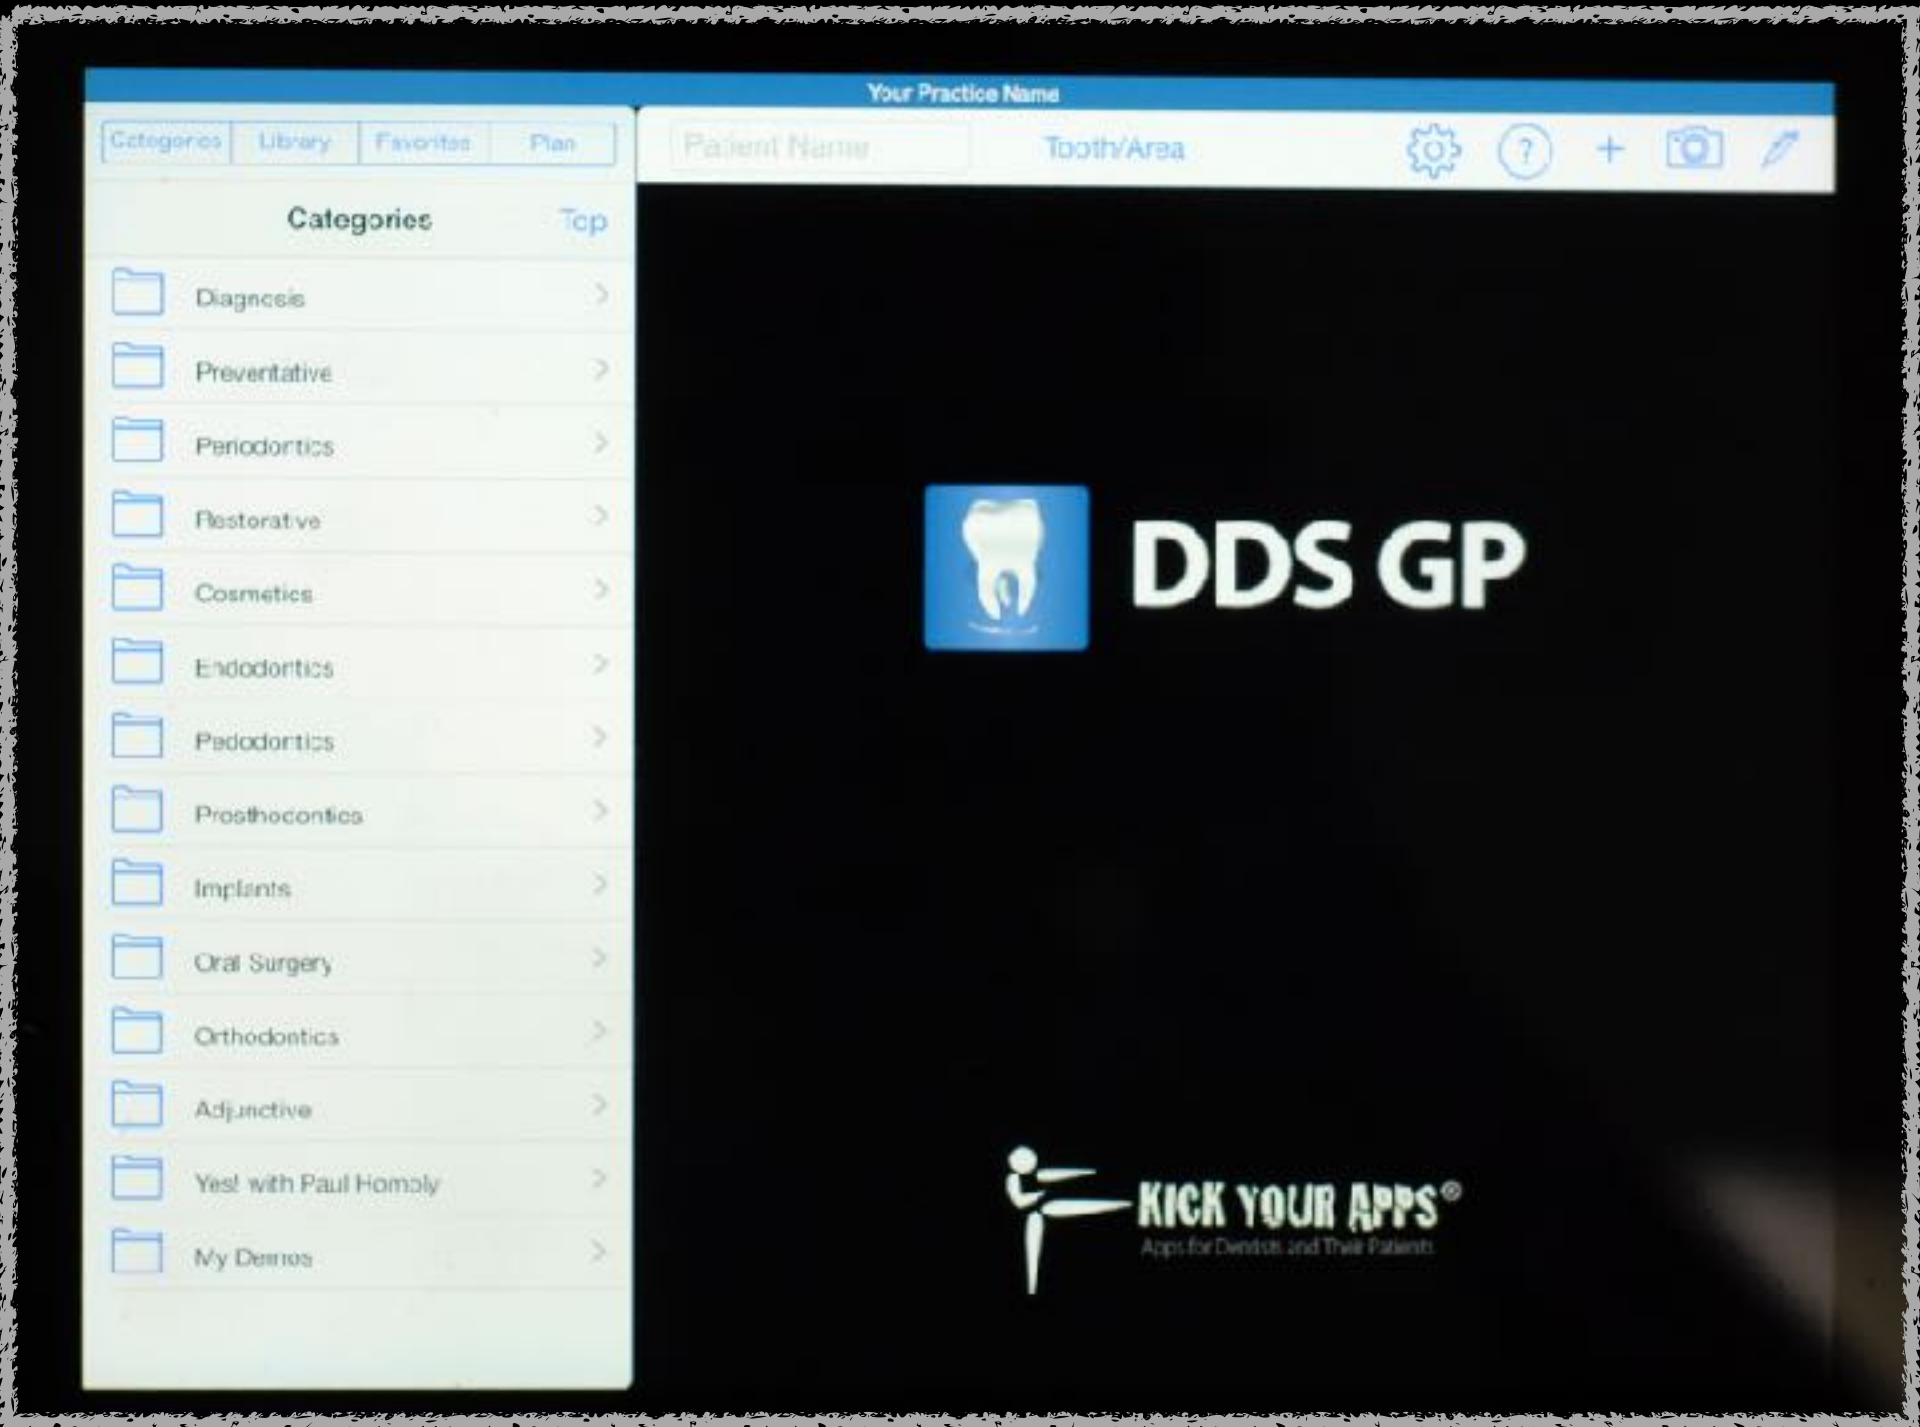 Your Practice Name
Categories Library Favorites Plan
Patient Name Tooth/Area ? +
Categories Top
Diagnosis
Preventative
Periodontics
Restorative
Cosmetics
Endodontics
Pedodontics
Prosthodontics
Implants
Oral Surgery
Orthodontics
Adjunctive
Yes! with Paul Homoly
My Demos
DDS GP
KICK YOUR APPS®
Apps for Dentists and Their Patients